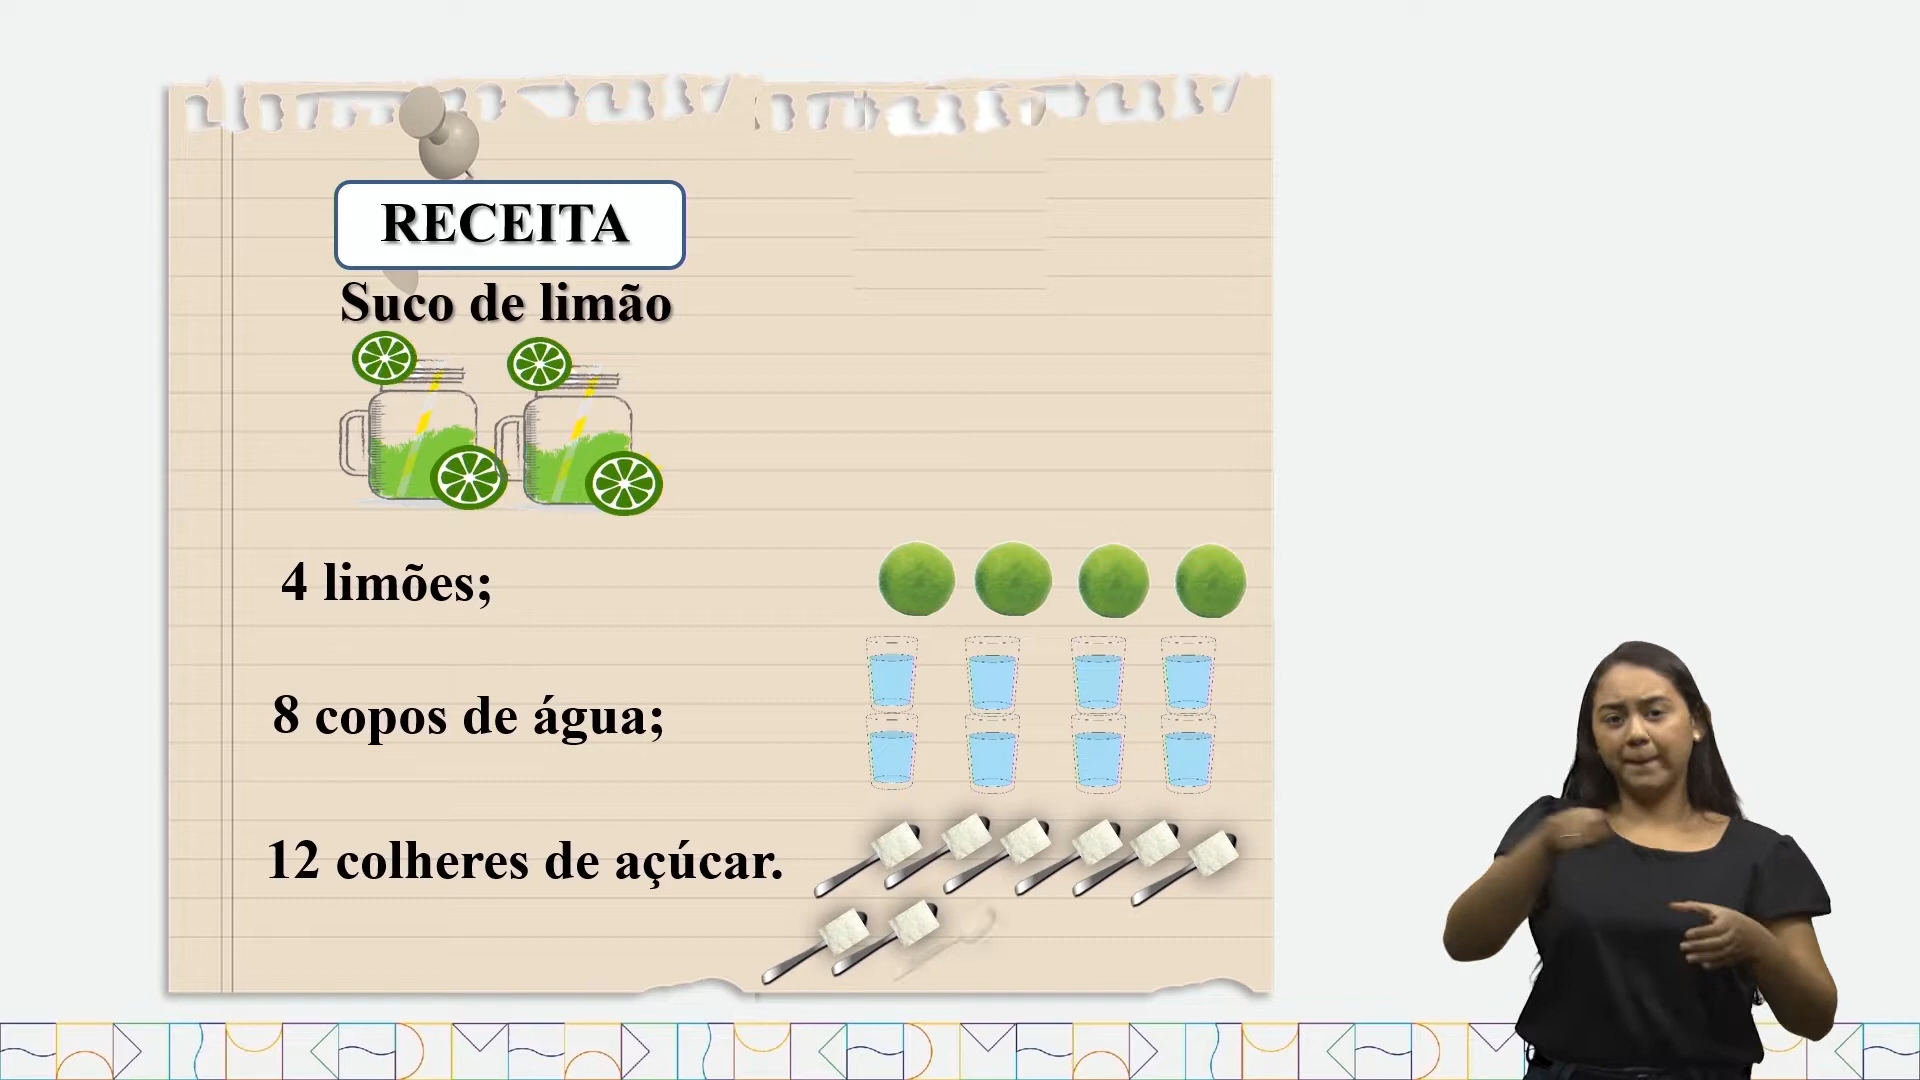 RECEITA
Suco de limão
4 limões;
8 copos de água;
12 colheres de açúcar.